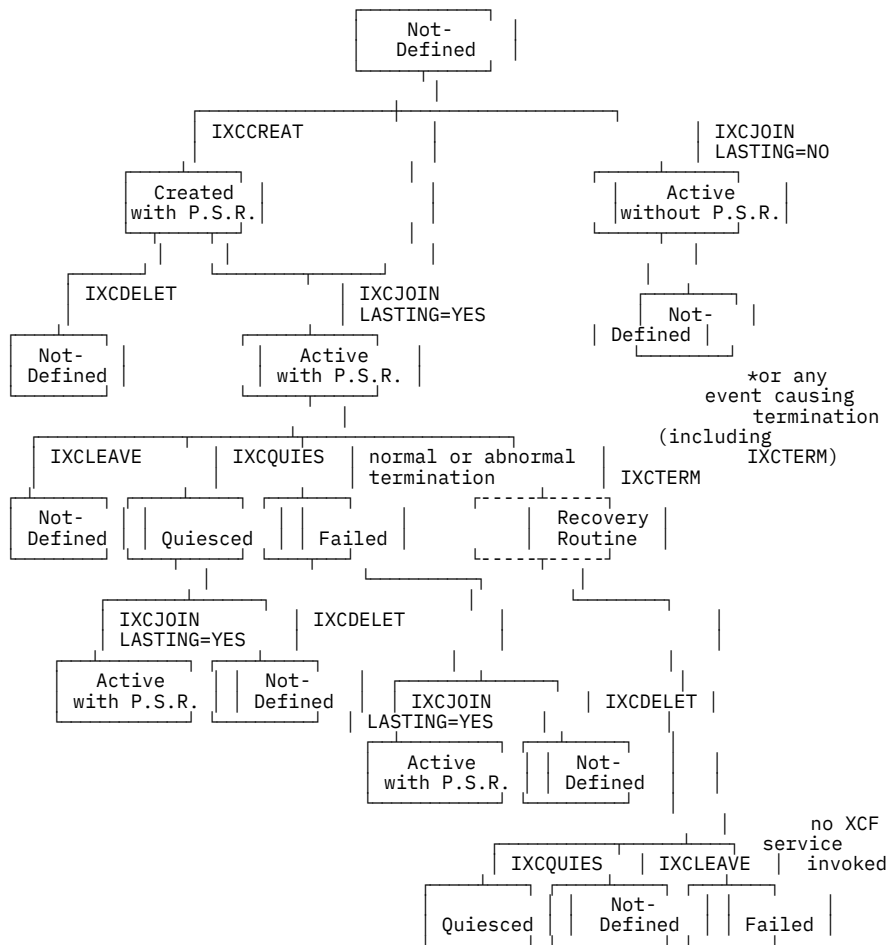 Not-
Defined
IXCCREAT
IXCJOIN
LASTING=NO
Created
with P.S.R.
Active
without P.S.R.
IXCDELET
IXCJOIN
LASTING=YES
Not-
Defined
Not-
Defined
Active
with P.S.R.
*or any
event causing
termination
(including
IXCTERM)
IXCLEAVE
IXCQUIES
normal or abnormal
termination
IXCTERM
Not-
Defined
Quiesced
Failed
Recovery
Routine
IXCJOIN
LASTING=YES
IXCDELET
Active
with P.S.R.
Not-
Defined
IXCJOIN
LASTING=YES
IXCDELET
Active
with P.S.R.
Not-
Defined
no XCF
service
invoked
IXCQUIES
IXCLEAVE
Quiesced
Not-
Defined
Failed